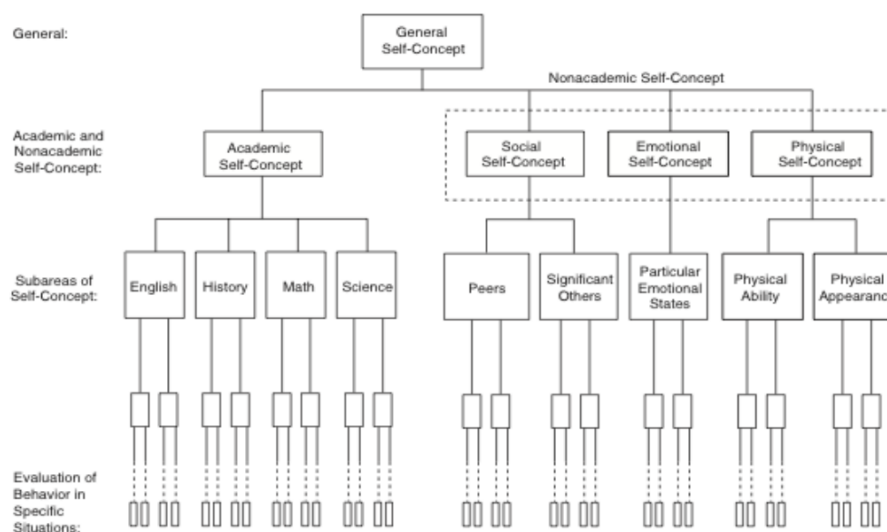 General:
General
Self-Concept
Nonacademic Self-Concept
Academic and
Nonacademic
Self-Concept:
Academic
Self-Concept
Social
Self-Concept
Emotional
Self-Concept
Physical
Self-Concept
Subareas of
Self-Concept:
English
History
Math
Science
Peers
Significant
Others
Particular
Emotional
States
Physical
Ability
Physical
Appearanc
Evaluation of
Behavior in
Specific
Situations: